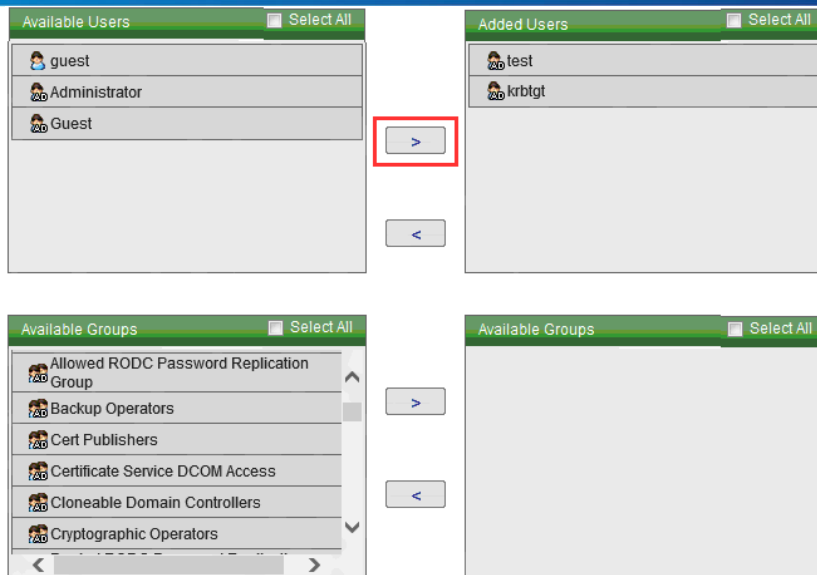 Available Users Select All
guest
Administrator
Guest
>
<
Added Users Select All
test
krbtgt
Available Groups Select All
Allowed RODC Password Replication
Group
Backup Operators
Cert Publishers
Certificate Service DCOM Access
Cloneable Domain Controllers
Cryptographic Operators
>
<
Available Groups Select All